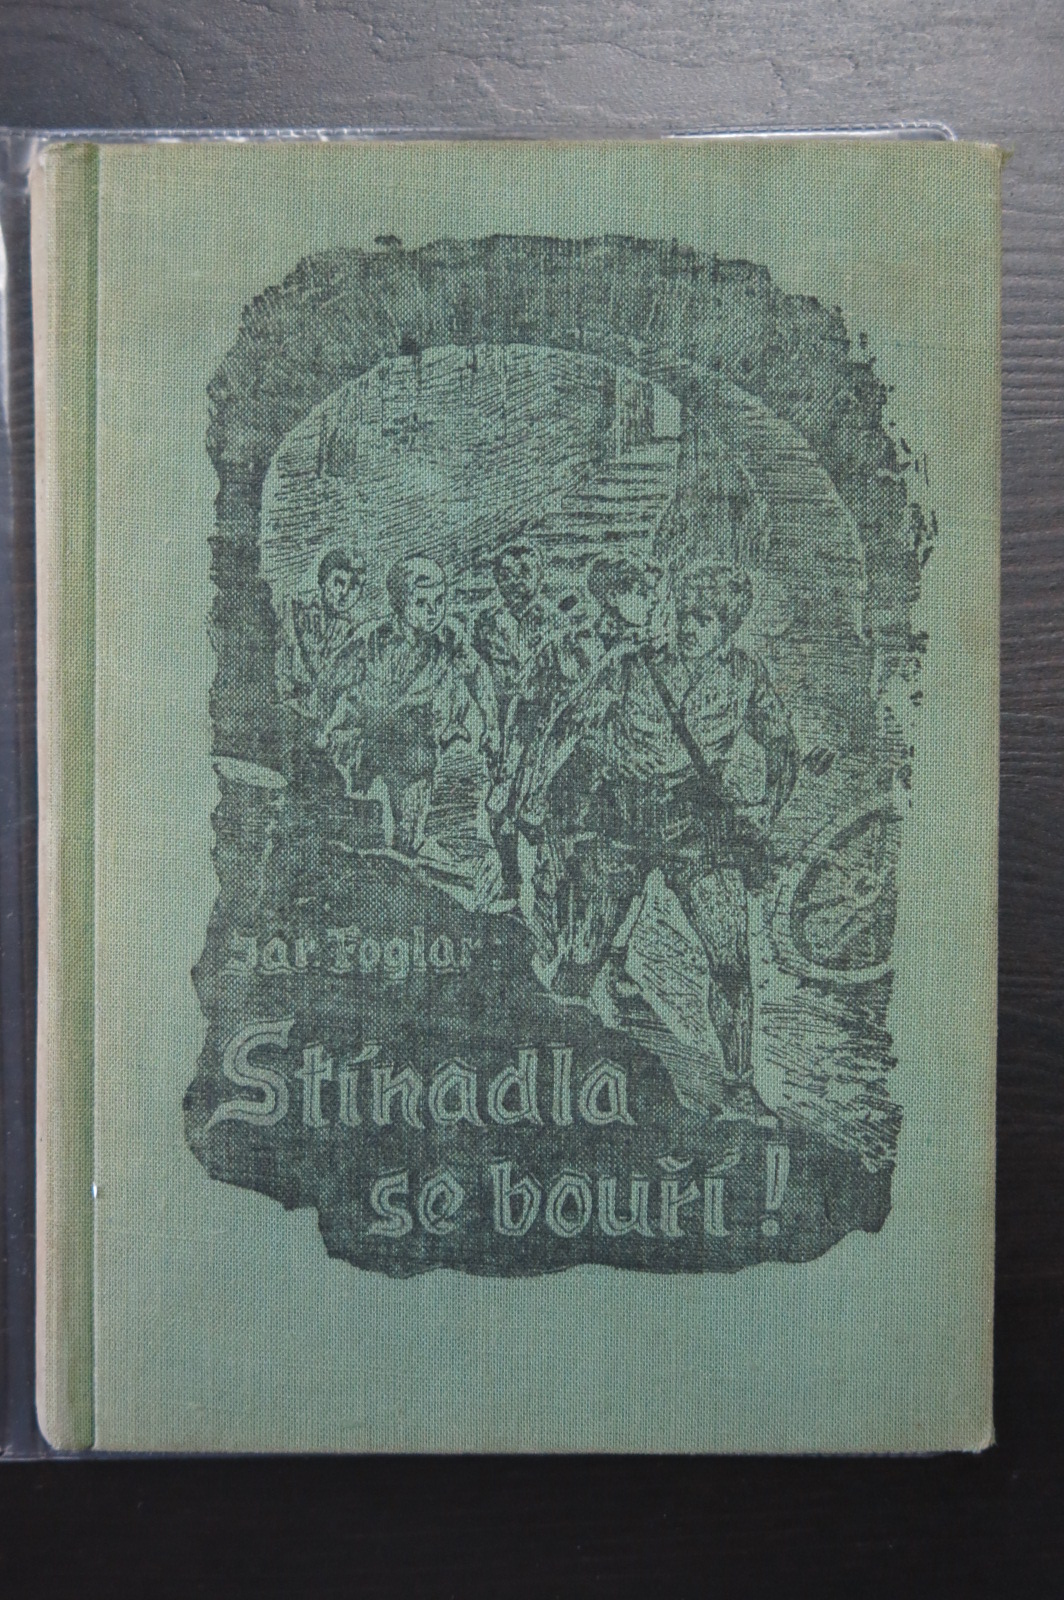 Jar. Foglar:
Stínadla
se bouří!